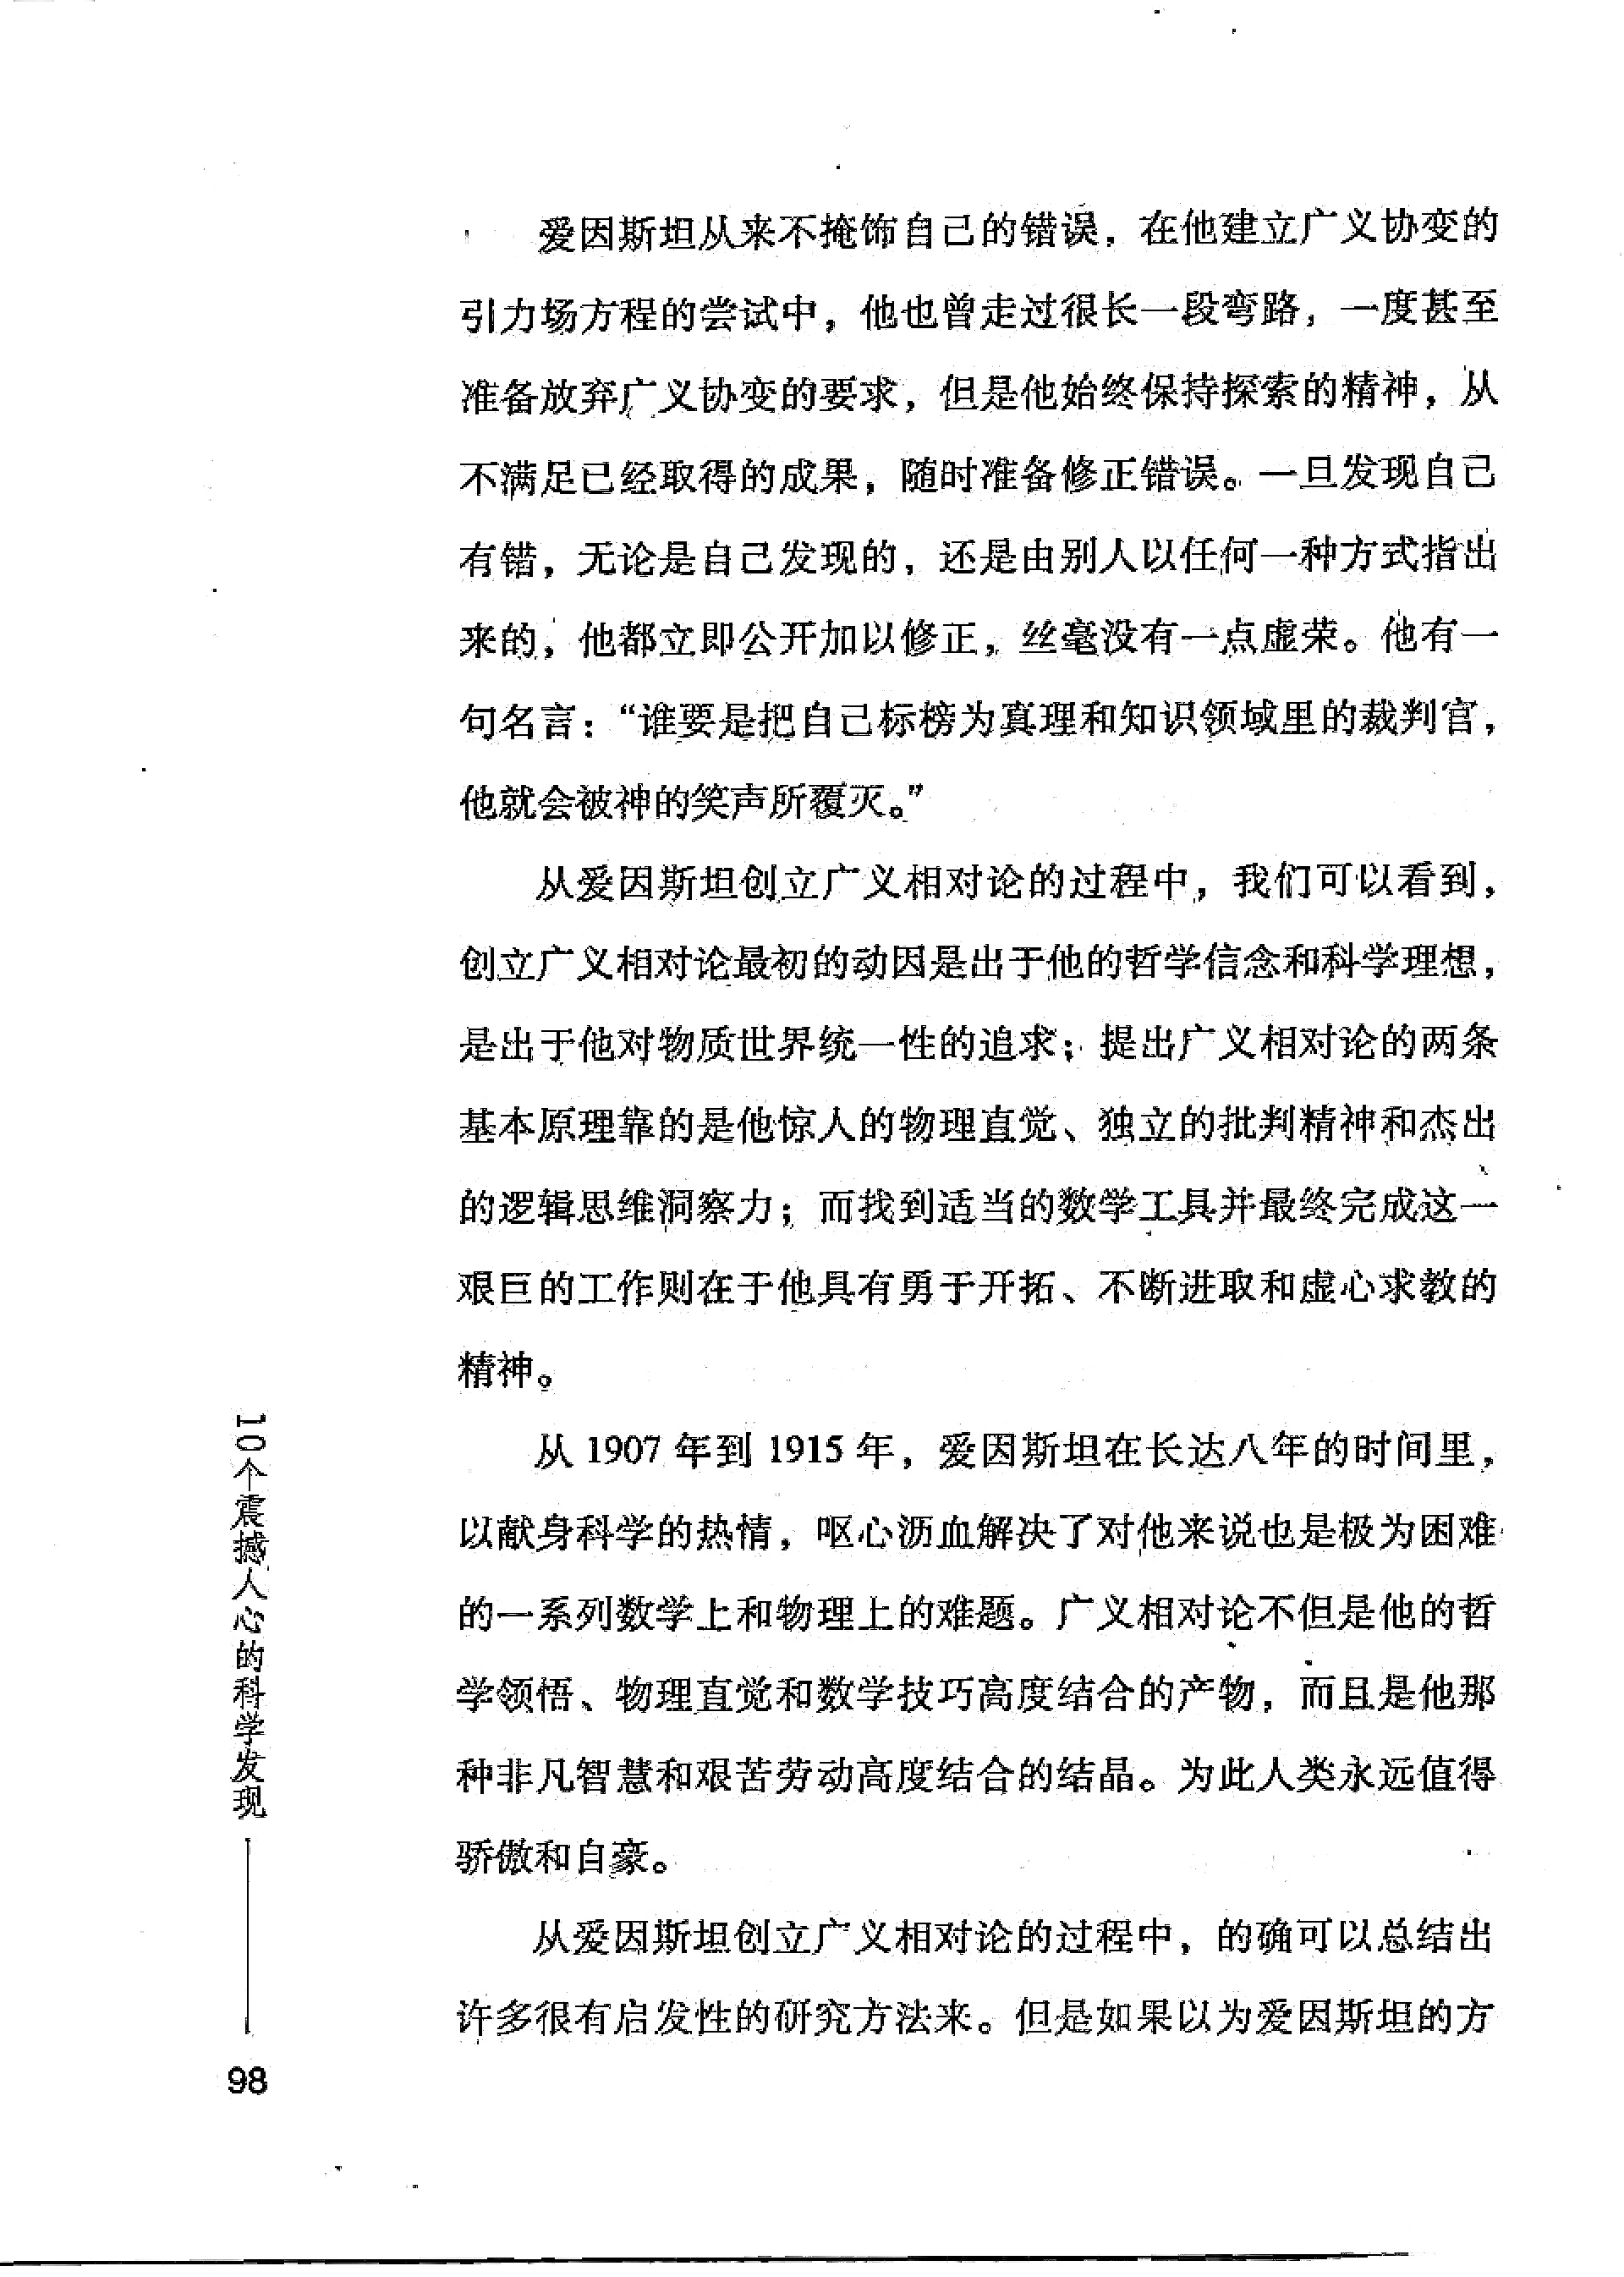 爱因斯坦从来不掩饰自己的错误，在他建立广义协变的
引力场方程的尝试中，他也曾走过很长一段弯路，一度甚至
准备放弃广义协变的要求，但是他始终保持探索的精神，从
不满足已经取得的成果，随时准备修正错误。一旦发现自己
有错，无论是自己发现的，还是由别人以任何一种方式指出
来的，他都立即公开加以修正，丝毫没有一点虚荣。他有一
句名言：“谁要是把自己标榜为真理和知识领域里的裁判官，
他就会被神的笑声所覆灭。”
从爱因斯坦创立广义相对论的过程中，我们可以看到，
创立广义相对论最初的动因是出于他的哲学信念和科学理想，
是出于他对物质世界统一性的追求；提出广义相对论的两条
基本原理靠的是他惊人的物理直觉、独立的批判精神和杰出
的逻辑思维洞察力；而找到适当的数学工具并最终完成这一
艰巨的工作则在于他具有勇于开拓、不断进取和虚心求教的
精神。
从 1907 年到 1915 年，爱因斯坦在长达八年的时间里，
以献身科学的热情，呕心沥血解决了对他来说也是极为困难
的一系列数学上和物理上的难题。广义相对论不但是他的哲
学领悟、物理直觉和数学技巧高度结合的产物，而且是他那
种非凡智慧和艰苦劳动高度结合的结晶。为此人类永远值得
骄傲和自豪。
从爱因斯坦创立广义相对论的过程中，的确可以总结出
许多很有启发性的研究方法来。但是如果以为爱因斯坦的方
10个震撼人心的科学发现
98